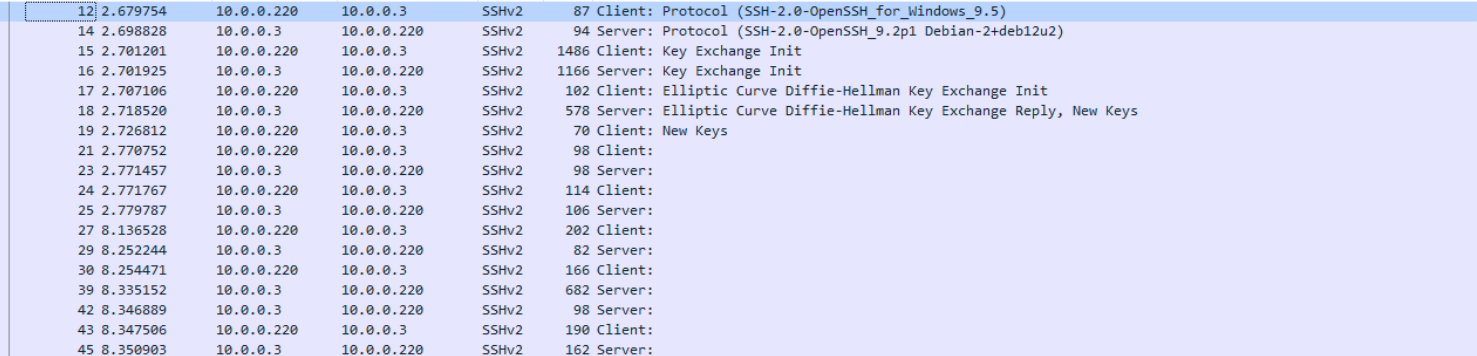 12 2.679754 10.0.0.220 10.0.0.3 SSHv2 87 Client: Protocol (SSH-2.0-OpenSSH_for_Windows_9.5)
14 2.698828 10.0.0.3 10.0.0.220 SSHv2 94 Server: Protocol (SSH-2.0-OpenSSH_9.2p1 Debian-2+deb12u2)
15 2.701201 10.0.0.220 10.0.0.3 SSHv2 1486 Client: Key Exchange Init
16 2.701925 10.0.0.3 10.0.0.220 SSHv2 1166 Server: Key Exchange Init
17 2.707106 10.0.0.220 10.0.0.3 SSHv2 102 Client: Elliptic Curve Diffie-Hellman Key Exchange Init
18 2.718520 10.0.0.3 10.0.0.220 SSHv2 578 Server: Elliptic Curve Diffie-Hellman Key Exchange Reply, New Keys
19 2.726812 10.0.0.220 10.0.0.3 SSHv2 70 Client: New Keys
21 2.770752 10.0.0.220 10.0.0.3 SSHv2 98 Client:
23 2.771457 10.0.0.3 10.0.0.220 SSHv2 98 Server:
24 2.771767 10.0.0.220 10.0.0.3 SSHv2 114 Client:
25 2.779787 10.0.0.3 10.0.0.220 SSHv2 106 Server:
27 8.136528 10.0.0.220 10.0.0.3 SSHv2 202 Client:
29 8.252244 10.0.0.3 10.0.0.220 SSHv2 82 Server:
30 8.254471 10.0.0.220 10.0.0.3 SSHv2 166 Client:
39 8.335152 10.0.0.3 10.0.0.220 SSHv2 682 Server:
42 8.346889 10.0.0.3 10.0.0.220 SSHv2 98 Server:
43 8.347506 10.0.0.220 10.0.0.3 SSHv2 190 Client:
45 8.350903 10.0.0.3 10.0.0.220 SSHv2 162 Server: